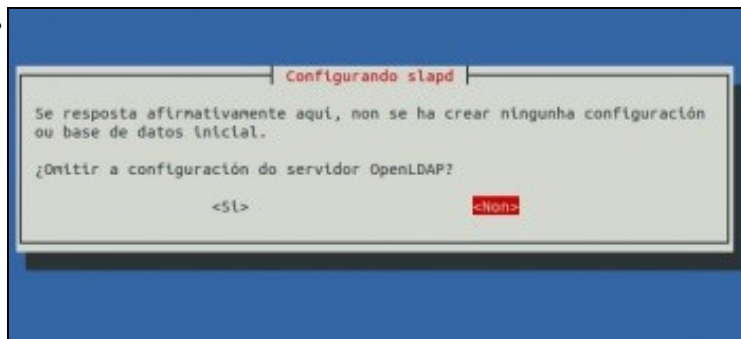 Configurando slapd
Se resposta afirmativamente aquí, non se ha crear ningunha configuración
ou base de datos inicial.
¿Omitir a configuración do servidor OpenLDAP?
<Si>
<Non>